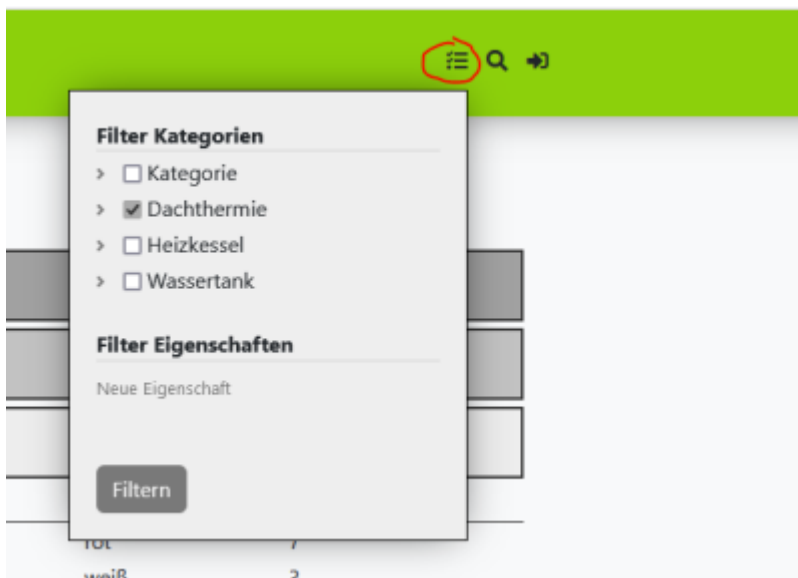 Filter Kategorien
Kategorie
Dachthermie
Heizkessel
Wassertank
Filter Eigenschaften
Neue Eigenschaft
Filtern
rot 7
weiß 3